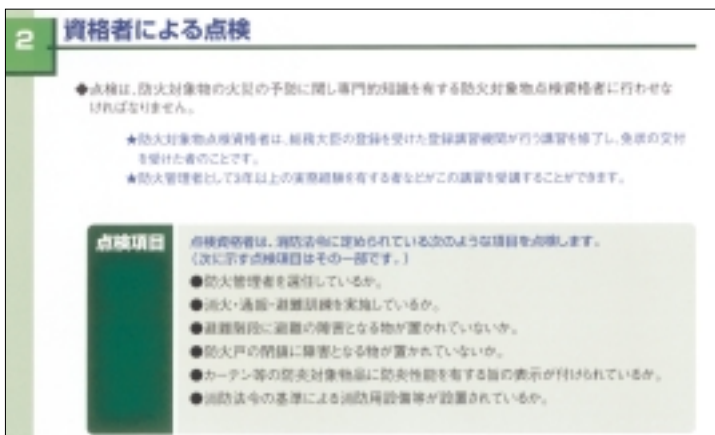 2 資格者による点検
◆点検は、防火対象物の火災の予防に関し専門的知識を有する防火対象物点検資格者に行わせな
ければなりません。
★防火対象物点検資格者は、総務大臣の登録を受けた登録講習機関が行う講習を修了し、免状の交付
を受けた者のことです。
★防火管理者として3年以上の実務経験を有する者などがこの講習を受講することができます。
点検項目
点検資格者は、消防法令に定められている次のような項目を点検します。
（次に示す点検項目はその一部です。）
●防火管理者を選任しているか。
●消火・通報・避難訓練を実施しているか。
●避難階段に避難の障害となる物が置かれていないか。
●防火戸の閉鎖に障害となる物が置かれていないか。
●カーテン等の防炎対象物品に防炎性能を有する旨の表示が付けられているか。
●消防法令の基準による消防用設備等が設置されているか。